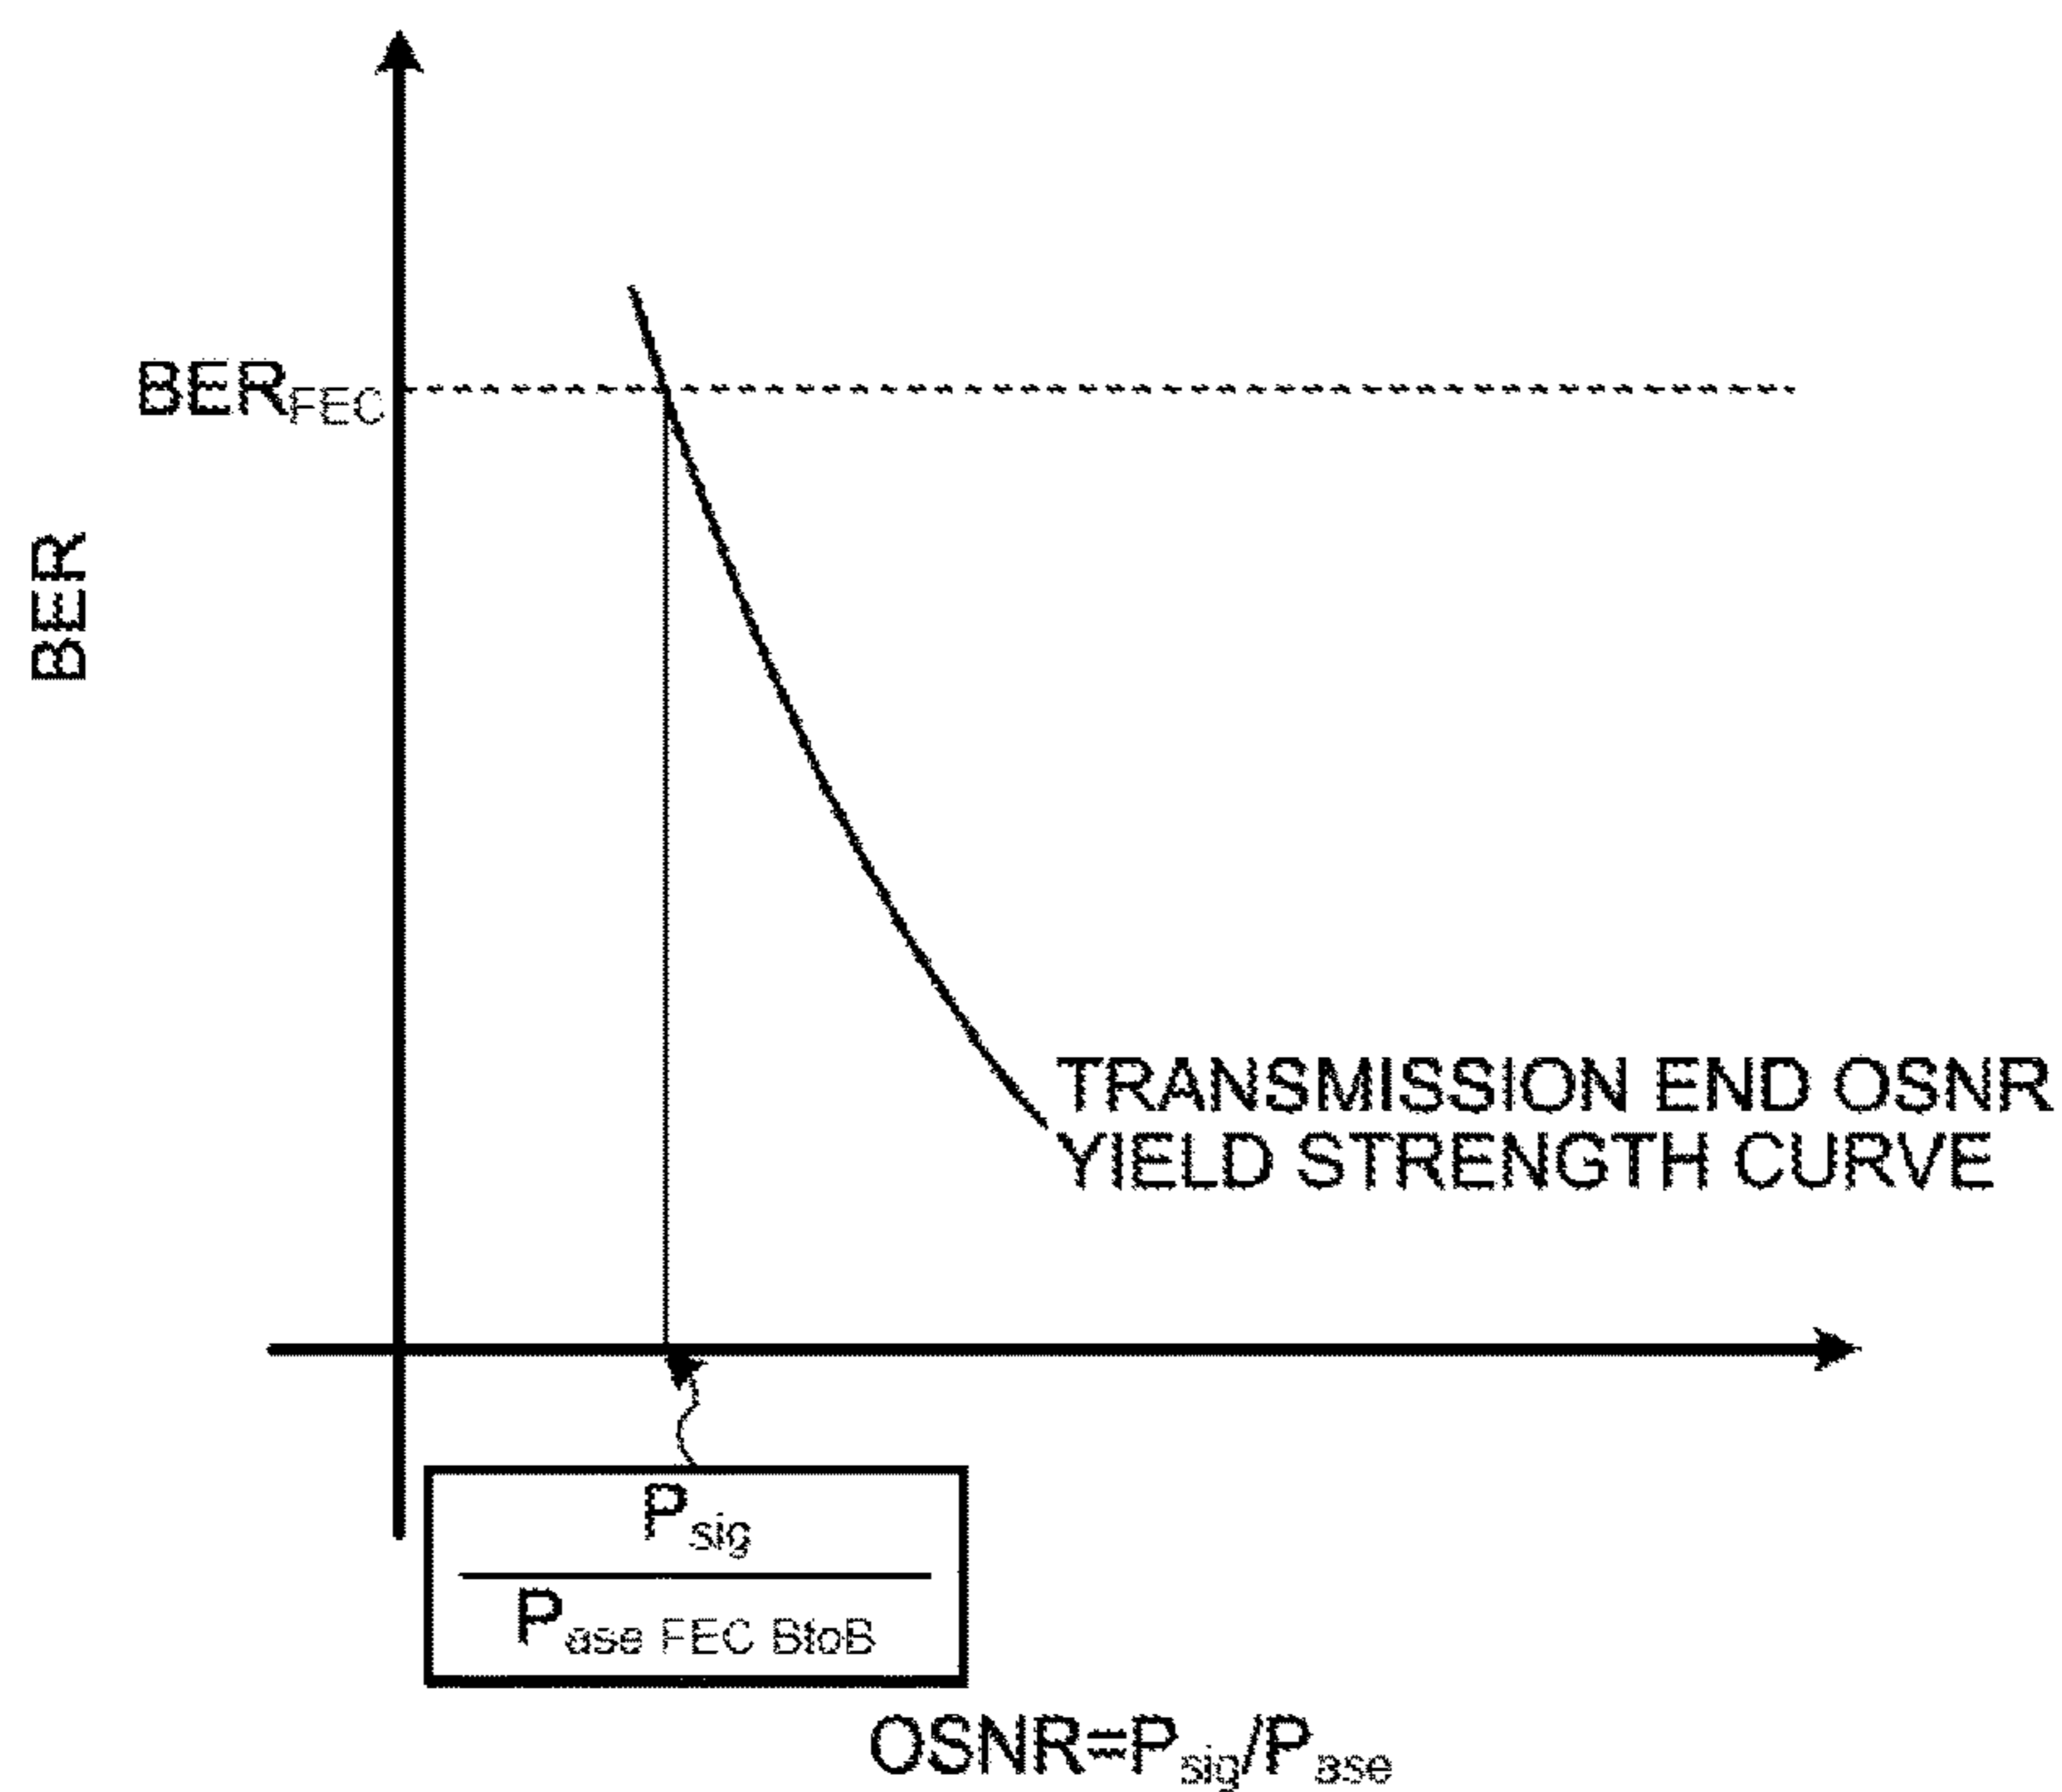 BER_FEC
BER
TRANSMISSION END OSNR
YIELD STRENGTH CURVE
P_sig
P_ase FEC BtoB
OSNR=P_sig/P_ase